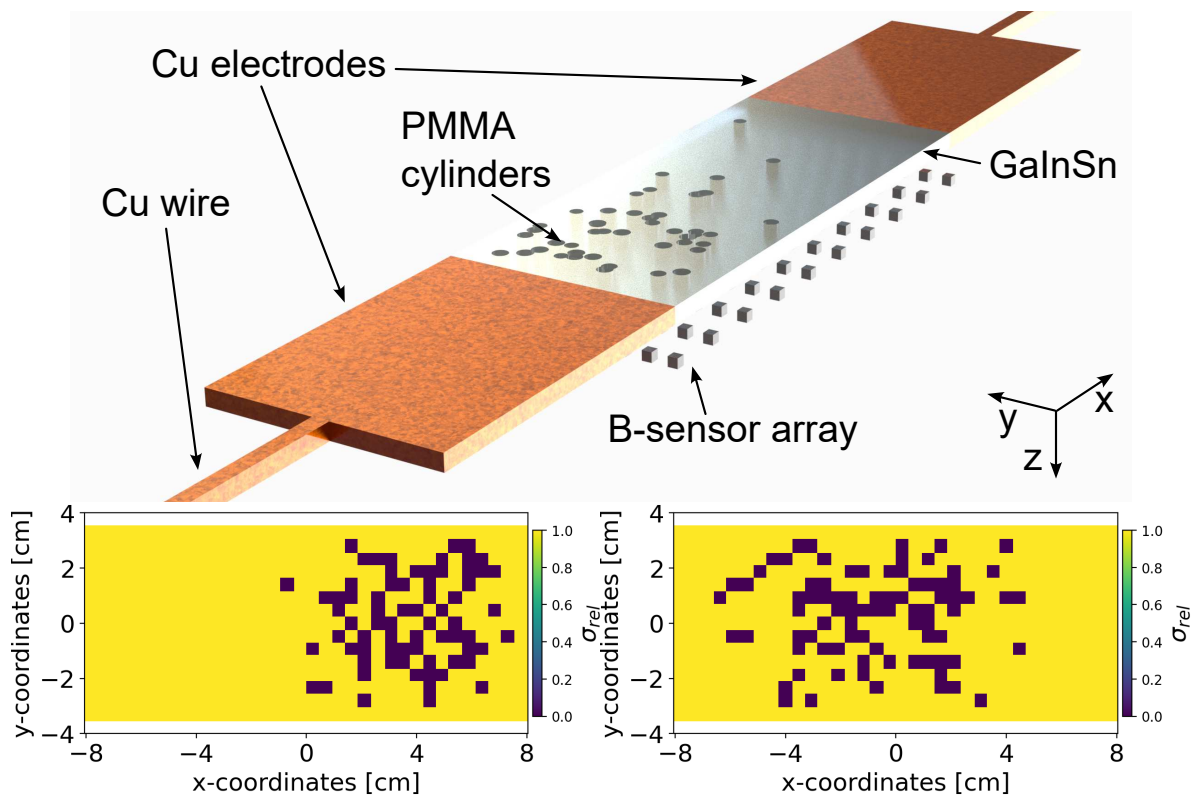 Cu electrodes
PMMA
cylinders
Cu wire
GaInSn
B-sensor array
x
y
z
4
2
0
−2
−4
y-coordinates [cm]
−8
−4
0
4
8
x-coordinates [cm]
1.0
0.8
0.6
0.4
0.2
0.0
σrel
4
2
0
−2
−4
y-coordinates [cm]
−8
−4
0
4
8
x-coordinates [cm]
1.0
0.8
0.6
0.4
0.2
0.0
σrel